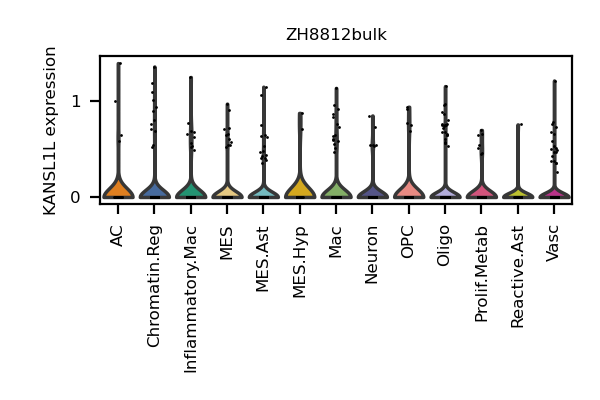 ZH8812bulk
KANSL1L expression
1
0
AC
Chromatin.Reg
Inflammatory.Mac
MES
MES.Ast
MES.Hyp
Mac
Neuron
OPC
Oligo
Prolif.Metab
Reactive.Ast
Vasc